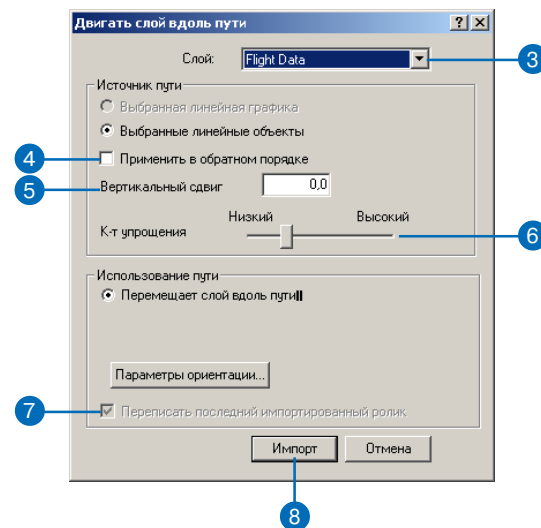 Двигать слой вдоль пути
Слой: Flight Data
3
Источник пути
Выбранная линейная графика
Выбранные линейные объекты
4
Применить в обратном порядке
5
Вертикальный сдвиг 0,0
Низкий Высокий
К-т упрощения
6
Использование пути
Перемещает слой вдоль пути
Параметры ориентации...
7
Переписать последний импортированный ролик
Импорт Отмена
8